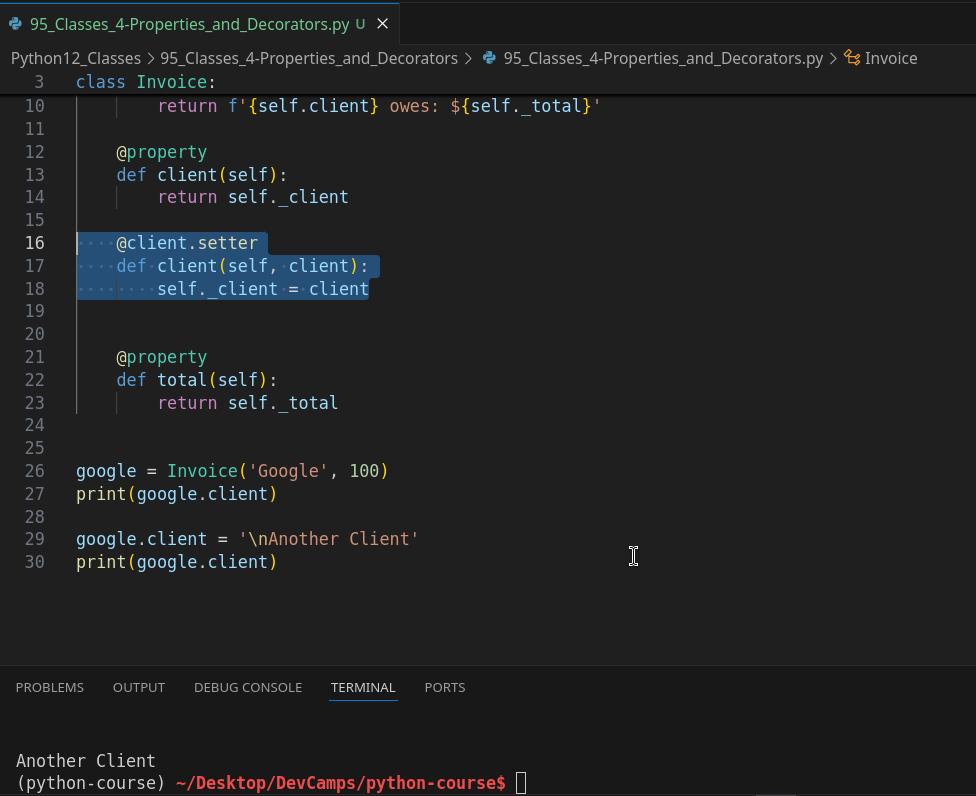 95_Classes_4-Properties_and_Decorators.py U
Python12_Classes > 95_Classes_4-Properties_and_Decorators > 95_Classes_4-Properties_and_Decorators.py > Invoice
3 class Invoice:
10         return f'{self.client} owes: ${self._total}'
11
12     @property
13     def client(self):
14         return self._client
15
16     @client.setter
17     def client(self, client):
18         self._client = client
19
20
21     @property
22     def total(self):
23         return self._total
24
25
26 google = Invoice('Google', 100)
27 print(google.client)
28
29 google.client = '\nAnother Client'
30 print(google.client)
PROBLEMS OUTPUT DEBUG CONSOLE TERMINAL PORTS
Another Client
(python-course) ~/Desktop/DevCamps/python-course$